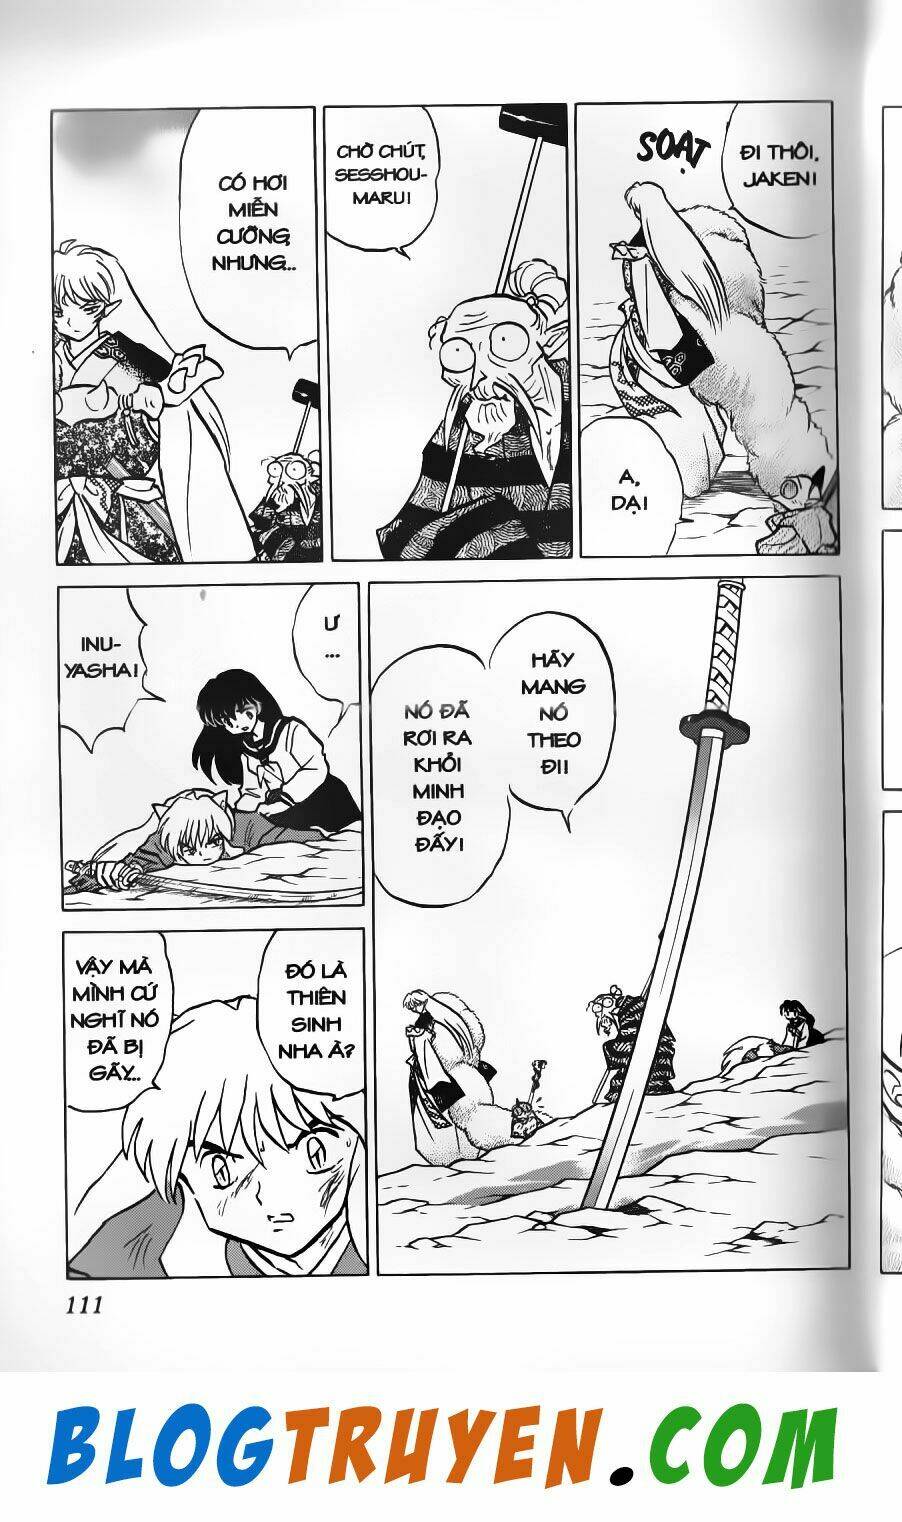 ĐI THÔI,
JAKEN!
SOẠT
A,
DẠ!
CHỜ CHÚT,
SESSHOU-
MARU!
CÓ HƠI
MIỄN
CƯỠNG,
NHƯNG...
HÃY
MANG
NÓ
THEO
ĐI!
NÓ ĐÃ
RƠI RA
KHỎI
MINH
ĐẠO
ĐẤY!
Ư
...
INU-
YASHA!
ĐÓ LÀ
THIÊN
SINH
NHA À?
VẬY MÀ
MÌNH CỨ
NGHĨ NÓ
ĐÃ BỊ
GÃY...
111
BLOGTRUYEN.COM